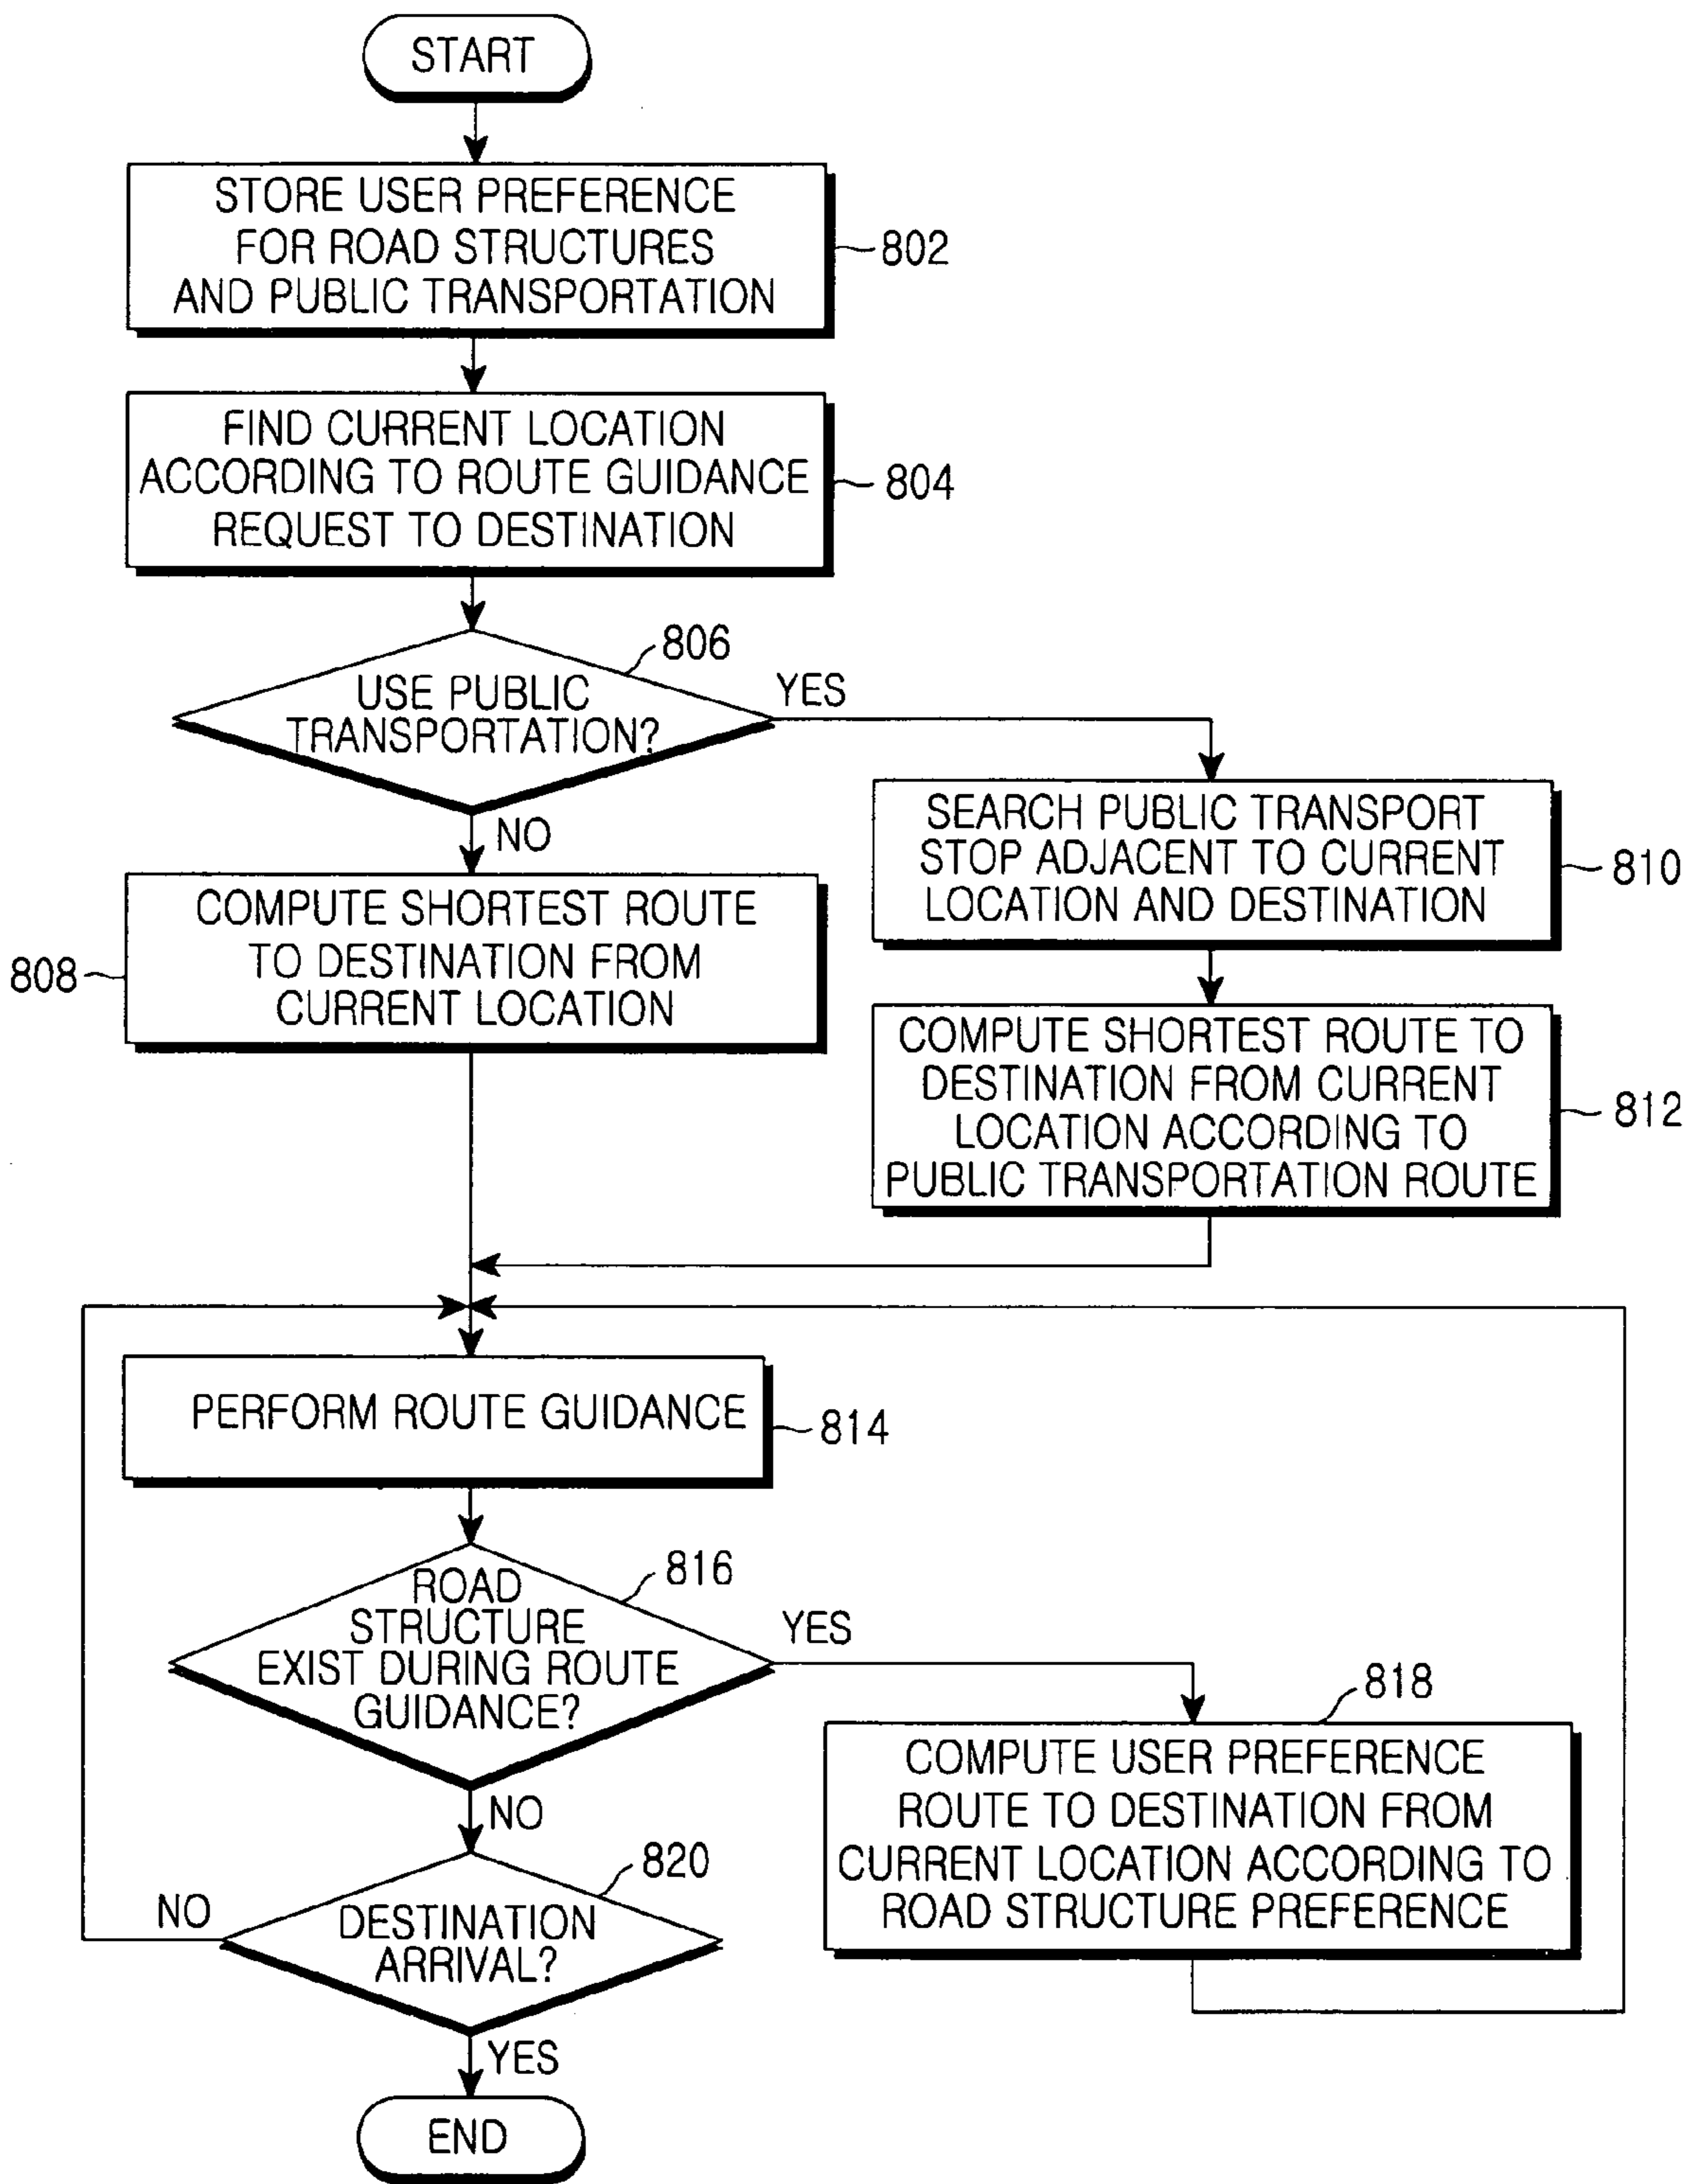 START
STORE USER PREFERENCE
FOR ROAD STRUCTURES
AND PUBLIC TRANSPORTATION
802
FIND CURRENT LOCATION
ACCORDING TO ROUTE GUIDANCE
REQUEST TO DESTINATION
804
806
USE PUBLIC
TRANSPORTATION?
YES
NO
SEARCH PUBLIC TRANSPORT
STOP ADJACENT TO CURRENT
LOCATION AND DESTINATION
810
COMPUTE SHORTEST ROUTE
TO DESTINATION FROM
CURRENT LOCATION
808
COMPUTE SHORTEST ROUTE TO
DESTINATION FROM CURRENT
LOCATION ACCORDING TO
PUBLIC TRANSPORTATION ROUTE
812
PERFORM ROUTE GUIDANCE
814
816
ROAD
STRUCTURE
EXIST DURING ROUTE
GUIDANCE?
YES
NO
818
COMPUTE USER PREFERENCE
ROUTE TO DESTINATION FROM
CURRENT LOCATION ACCORDING TO
ROAD STRUCTURE PREFERENCE
820
DESTINATION
ARRIVAL?
NO
YES
END